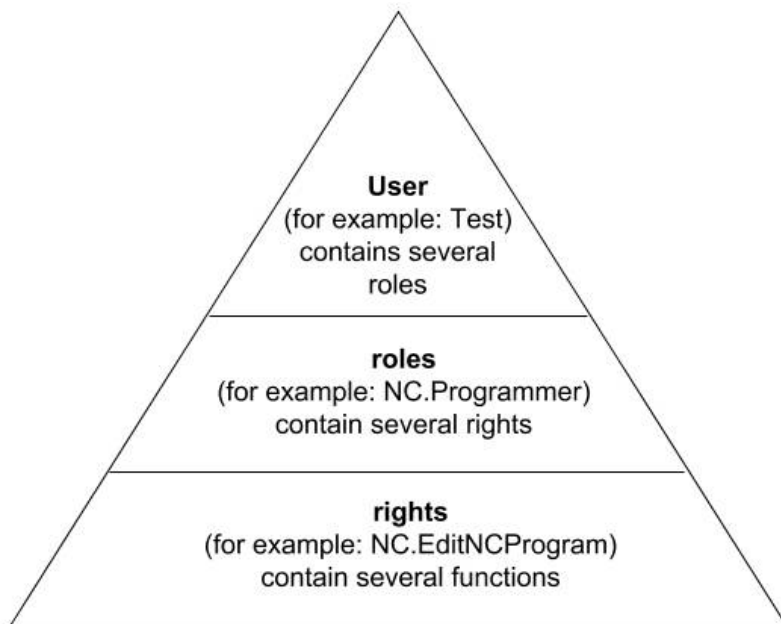 User
(for example: Test)
contains several
roles
roles
(for example: NC.Programmer)
contain several rights
rights
(for example: NC.EditNCProgram)
contain several functions